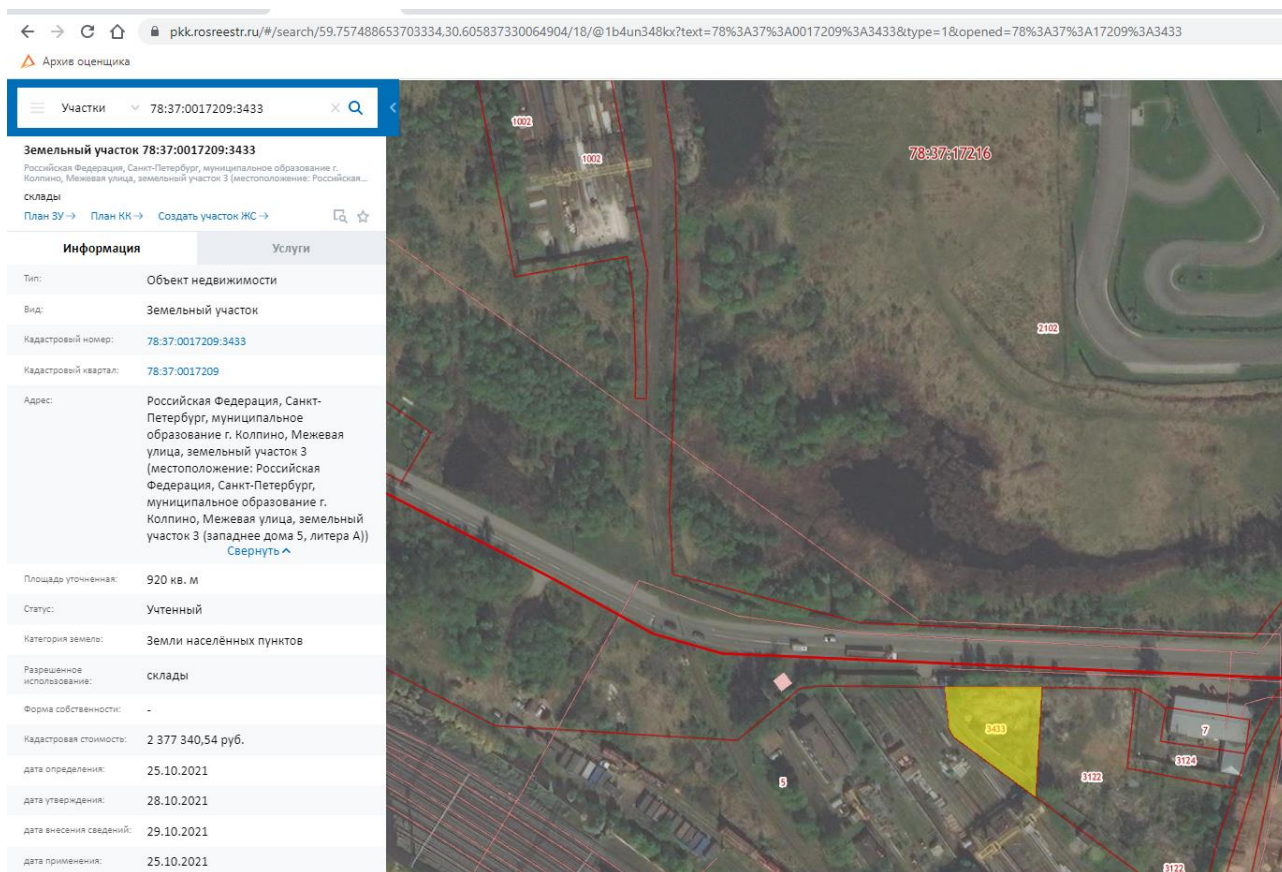 pkk.rosreestr.ru/#/search/59.757488653703334,30.605837330064904/18/@1b4un348kx?text=78%3A37%3A0017209%3A3433&type=1&opened=78%3A37%3A17209%3A3433
Архив оценщика
Участки 78:37:0017209:3433
Земельный участок 78:37:0017209:3433
Российская Федерация, Санкт-Петербург, муниципальное образование г.
Колпино, Межевая улица, земельный участок 3 (местоположение: Российская...
склады
План ЗУ → План КК → Создать участок ЖС →
Информация Услуги
Тип: Объект недвижимости
Вид: Земельный участок
Кадастровый номер: 78:37:0017209:3433
Кадастровый квартал: 78:37:0017209
Адрес: Российская Федерация, Санкт-
Петербург, муниципальное
образование г. Колпино, Межевая
улица, земельный участок 3
(местоположение: Российская
Федерация, Санкт-Петербург,
муниципальное образование г.
Колпино, Межевая улица, земельный
участок 3 (западнее дома 5, литера А))
Свернуть
Площадь уточненная: 920 кв. м
Статус: Учтенный
Категория земель: Земли населённых пунктов
Разрешенное
использование: склады
Форма собственности: -
Кадастровая стоимость: 2 377 340,54 руб.
дата определения: 25.10.2021
дата утверждения: 28.10.2021
дата внесения сведений: 29.10.2021
дата применения: 25.10.2021
1002
1002
78:37:17216
2102
3433
7
3124
3122
5
3122